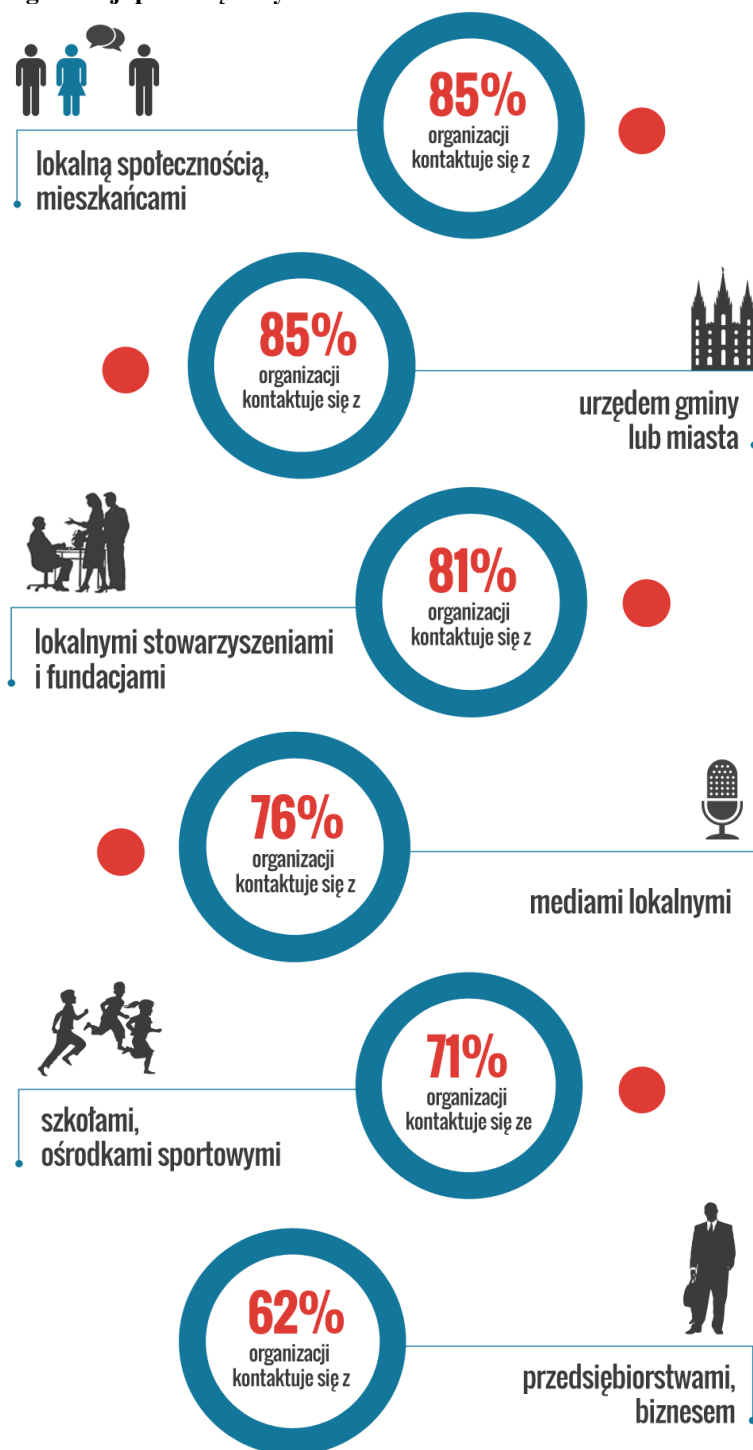 85%
organizacji
kontaktuje się z
lokalną społecznością,
mieszkańcami
85%
organizacji
kontaktuje się z
urzędem gminy
lub miasta
81%
organizacji
kontaktuje się z
lokalnymi stowarzyszeniami
i fundacjami
76%
organizacji
kontaktuje się z
mediami lokalnymi
71%
organizacji
kontaktuje się ze
szkołami,
ośrodkami sportowymi
62%
organizacji
kontaktuje się z
przedsiębiorstwami,
biznesem